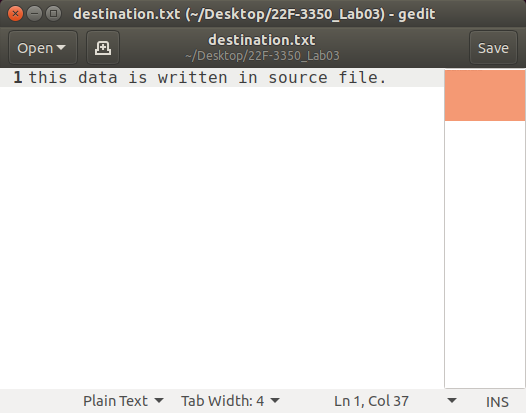 destination.txt (~/Desktop/22F-3350_Lab03) - gedit
Open
destination.txt
~/Desktop/22F-3350_Lab03
Save
1 this data is written in source file.
Plain Text Tab Width: 4 Ln 1, Col 37 INS